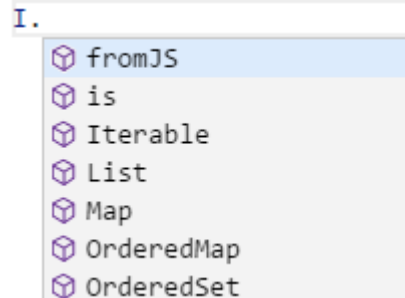 I.
fromJS
is
Iterable
List
Map
OrderedMap
OrderedSet